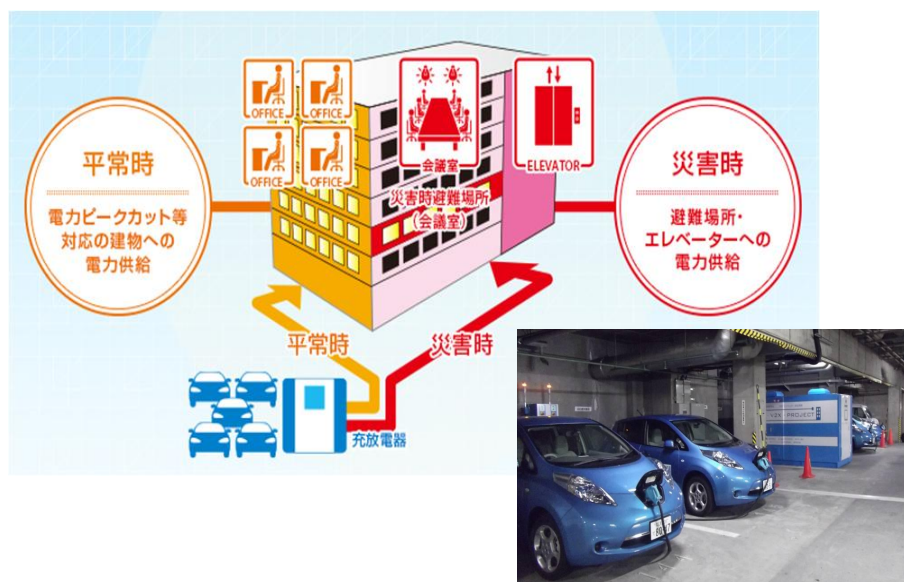 OFFICE
OFFICE
OFFICE
OFFICE
会議室
ELEVATOR
平常時
電力ピークカット等
対応の建物への
電力供給
災害時避難場所
（会議室）
災害時
避難場所・
エレベーターへの
電力供給
平常時
災害時
充放電器
PROJECT